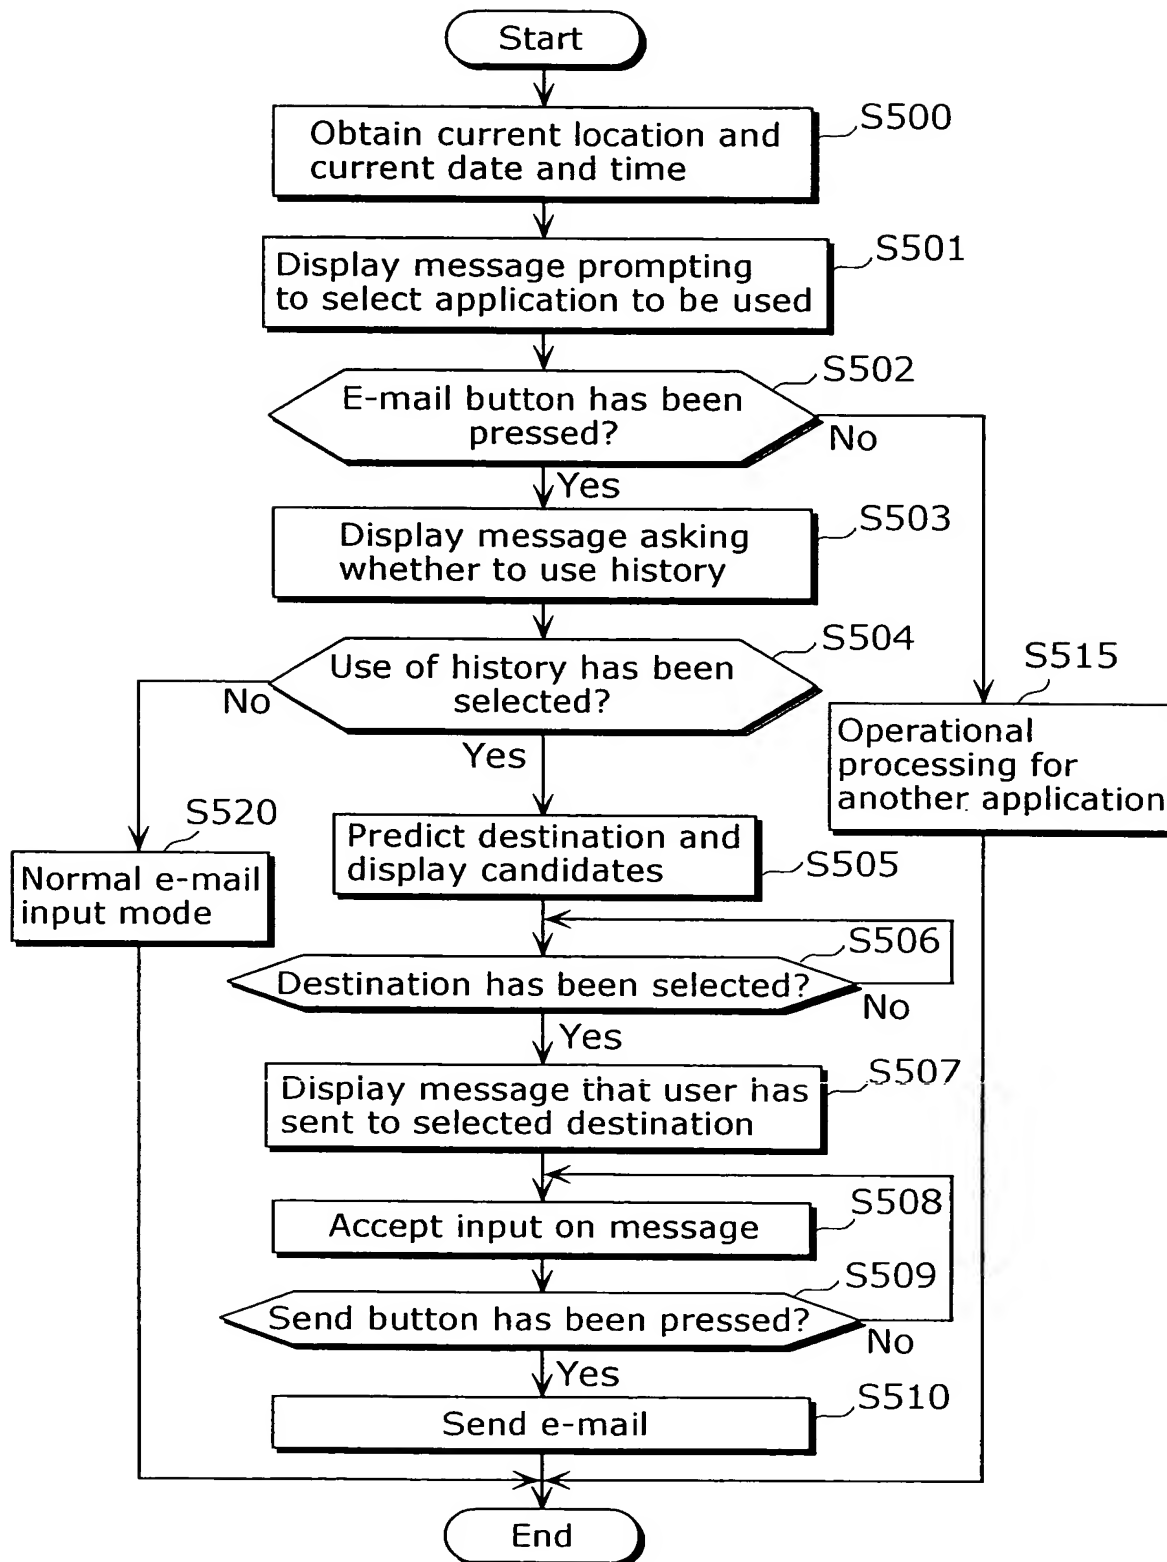 Start
Obtain current location and
current date and time
S500
Display message prompting
to select application to be used
S501
E-mail button has been
pressed?
S502
No
Yes
Display message asking
whether to use history
S503
Use of history has been
selected?
S504
No
Yes
S515
Operational
processing for
another application
S520
Normal e-mail
input mode
Predict destination and
display candidates
S505
Destination has been selected?
S506
No
Yes
Display message that user has
sent to selected destination
S507
Accept input on message
S508
Send button has been pressed?
S509
No
Yes
Send e-mail
S510
End